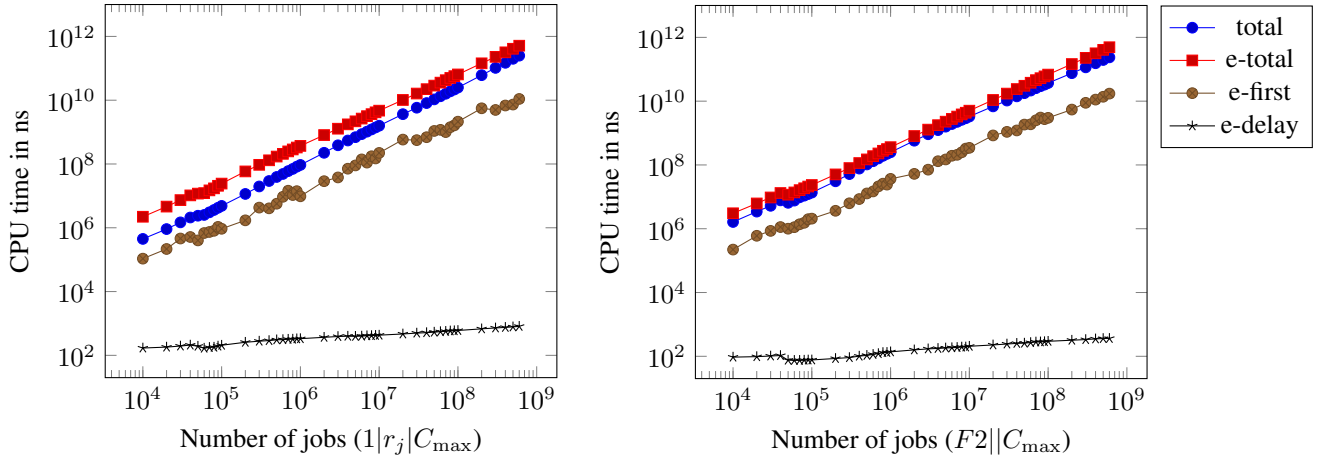 10^12
10^10
10^8
10^6
10^4
10^2
CPU time in ns
10^4 10^5 10^6 10^7 10^8 10^9
Number of jobs (1|r_j|C_max)
10^12
10^10
10^8
10^6
10^4
10^2
CPU time in ns
10^4 10^5 10^6 10^7 10^8 10^9
Number of jobs (F2||C_max)
total
e-total
e-first
e-delay